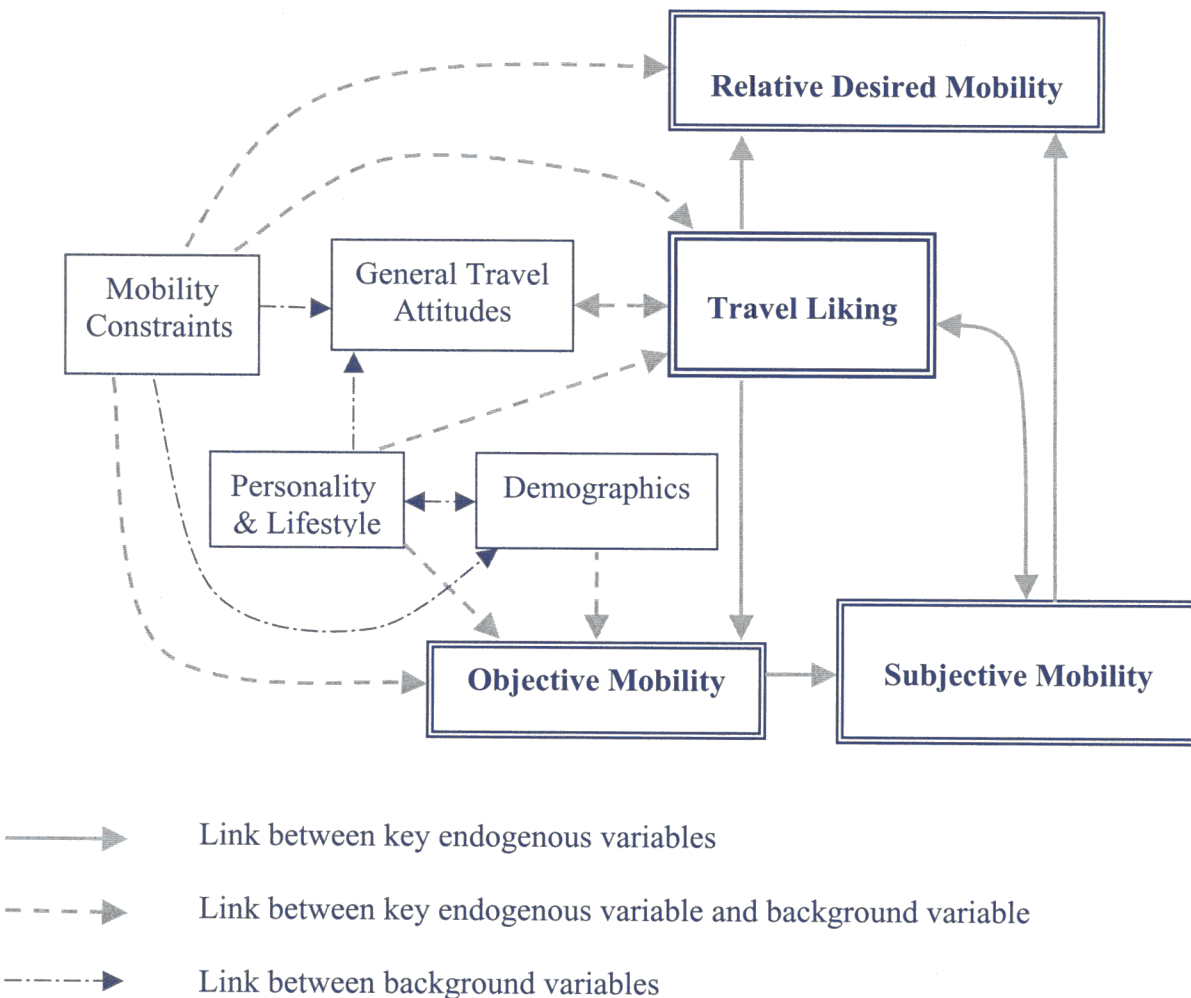 Relative Desired Mobility
Mobility
Constraints
General Travel
Attitudes
Travel Liking
Personality
& Lifestyle
Demographics
Objective Mobility
Subjective Mobility
Link between key endogenous variables
Link between key endogenous variable and background variable
Link between background variables